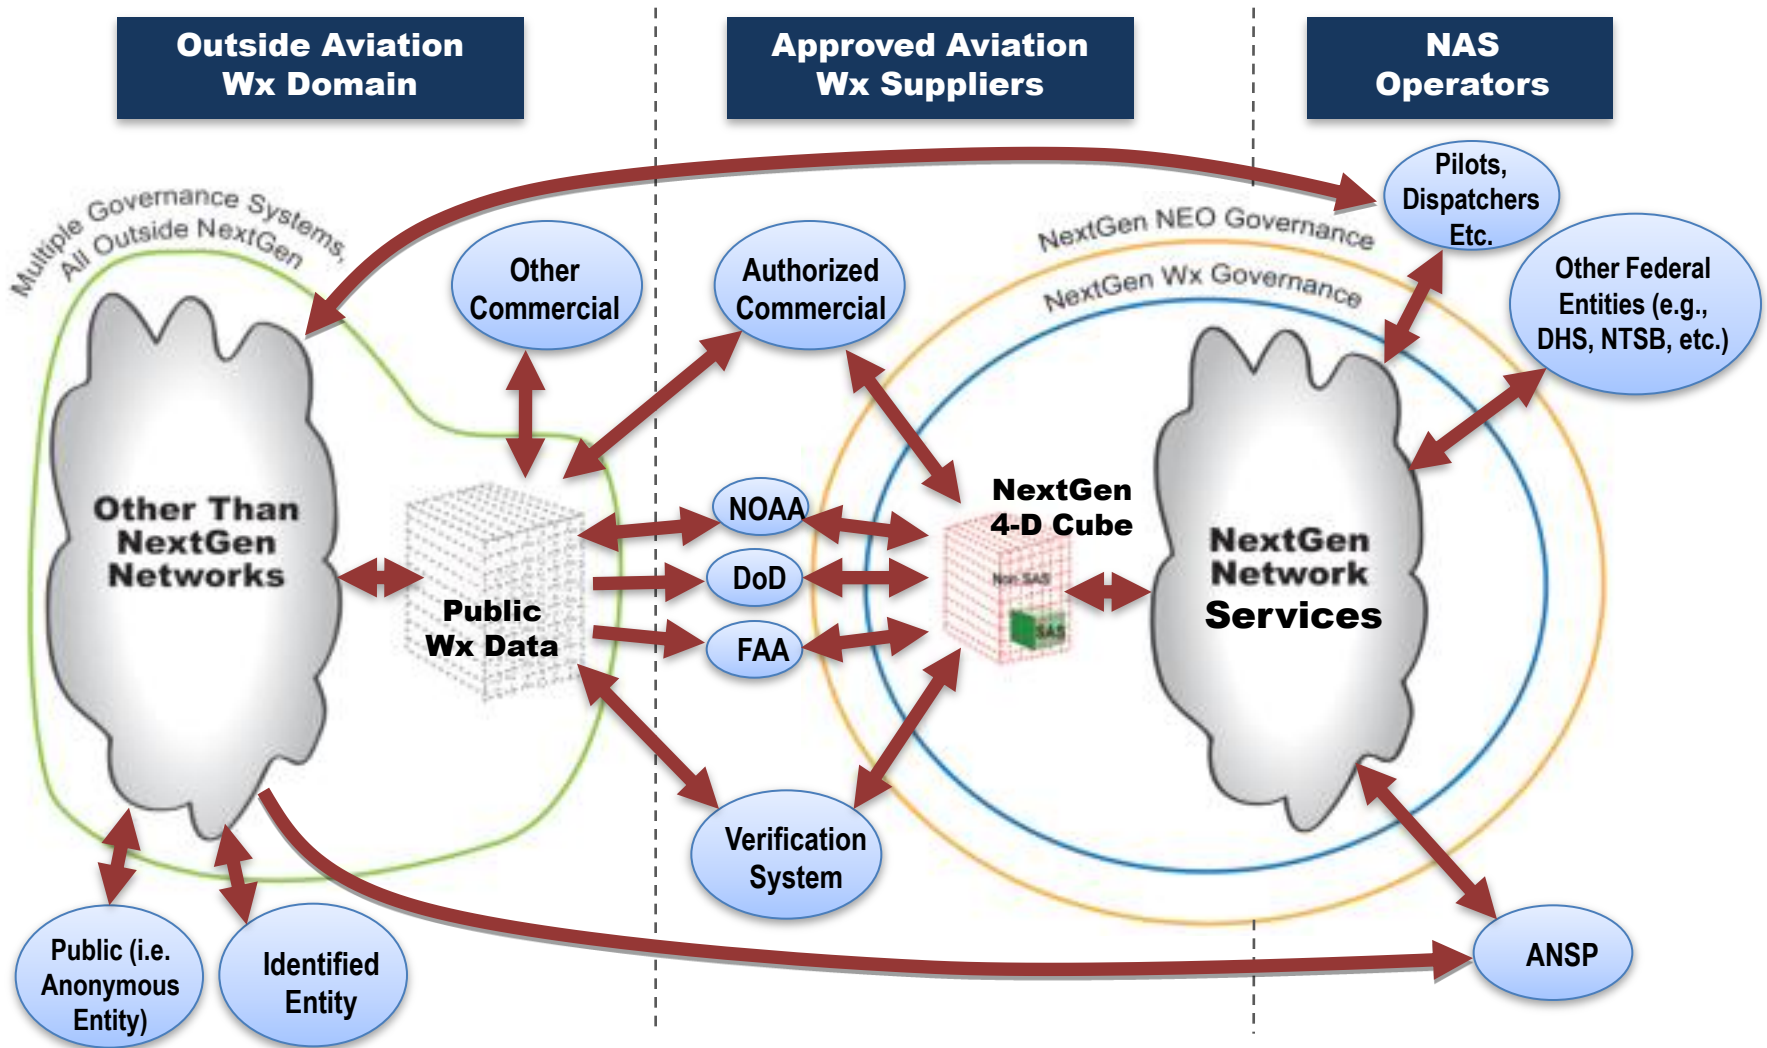 Outside Aviation
Wx Domain
Approved Aviation
Wx Suppliers
NAS
Operators
Multiple Governance Systems,
All Outside NextGen
Other
Commercial
Authorized
Commercial
NextGen NEO Governance
NextGen Wx Governance
Pilots,
Dispatchers
Etc.
Other Federal
Entities (e.g.,
DHS, NTSB, etc.)
Other Than
NextGen
Networks
Public
Wx Data
NOAA
DoD
FAA
NextGen
4-D Cube
Non SAS
SAS
NextGen
Network
Services
Verification
System
Public (i.e.
Anonymous
Entity)
Identified
Entity
ANSP